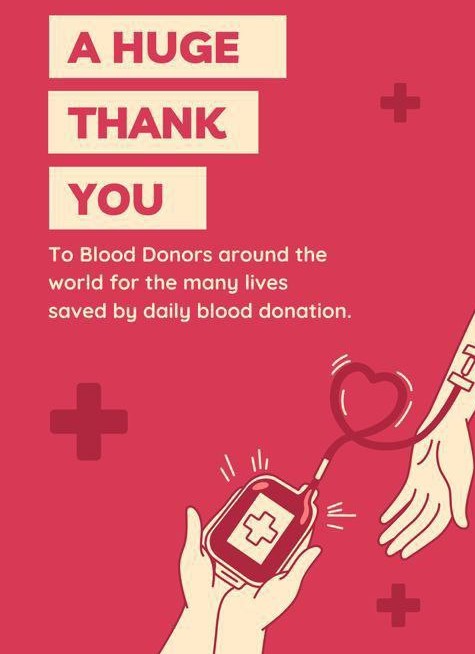 A HUGE
THANK
YOU
To Blood Donors around the
world for the many lives
saved by daily blood donation.